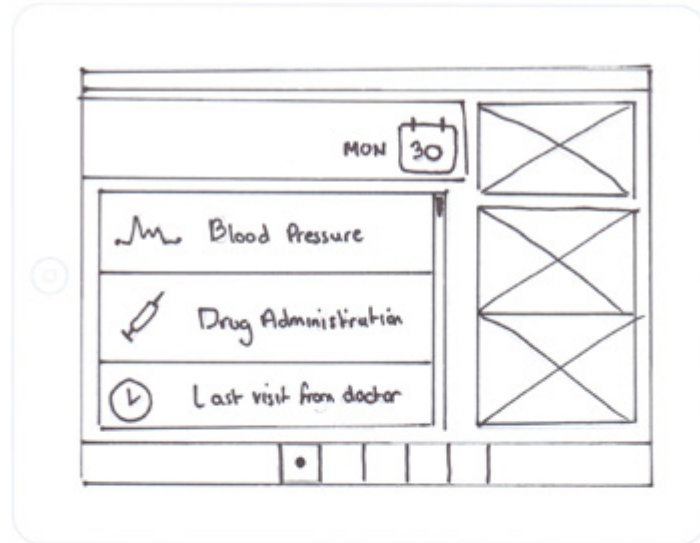 MON 30
Blood Pressure
Drug Administration
Last visit from doctor